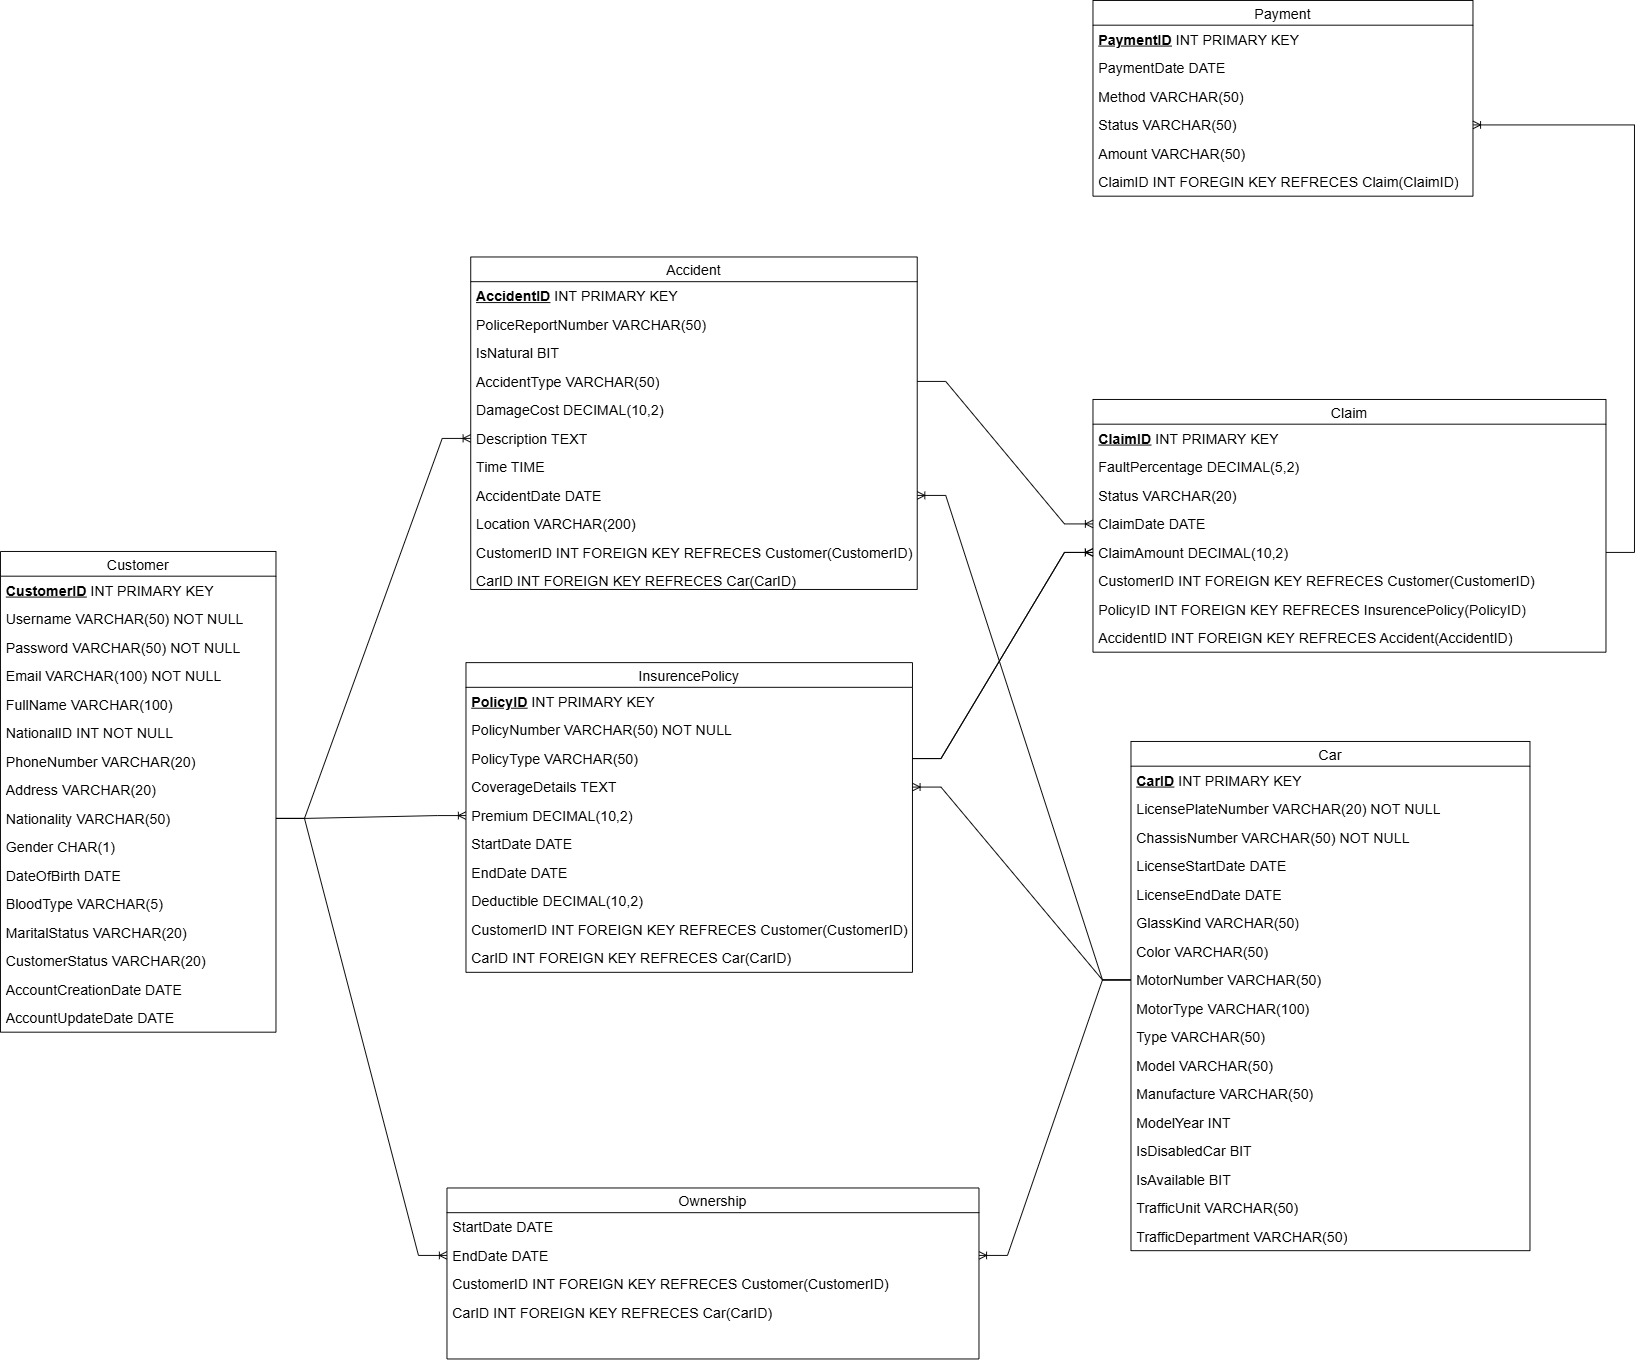 Payment
PaymentID INT PRIMARY KEY
PaymentDate DATE
Method VARCHAR(50)
Status VARCHAR(50)
Amount VARCHAR(50)
ClaimID INT FOREGIN KEY REFRECES Claim(ClaimID)
Accident
AccidentID INT PRIMARY KEY
PoliceReportNumber VARCHAR(50)
IsNatural BIT
AccidentType VARCHAR(50)
DamageCost DECIMAL(10,2)
Description TEXT
Time TIME
AccidentDate DATE
Location VARCHAR(200)
CustomerID INT FOREIGN KEY REFRECES Customer(CustomerID)
CarID INT FOREIGN KEY REFRECES Car(CarID)
Claim
ClaimID INT PRIMARY KEY
FaultPercentage DECIMAL(5,2)
Status VARCHAR(20)
ClaimDate DATE
ClaimAmount DECIMAL(10,2)
CustomerID INT FOREIGN KEY REFRECES Customer(CustomerID)
PolicyID INT FOREIGN KEY REFRECES InsurencePolicy(PolicyID)
AccidentID INT FOREIGN KEY REFRECES Accident(AccidentID)
Customer
CustomerID INT PRIMARY KEY
Username VARCHAR(50) NOT NULL
Password VARCHAR(50) NOT NULL
Email VARCHAR(100) NOT NULL
FullName VARCHAR(100)
NationalID INT NOT NULL
PhoneNumber VARCHAR(20)
Address VARCHAR(20)
Nationality VARCHAR(50)
Gender CHAR(1)
DateOfBirth DATE
BloodType VARCHAR(5)
MaritalStatus VARCHAR(20)
CustomerStatus VARCHAR(20)
AccountCreationDate DATE
AccountUpdateDate DATE
InsurencePolicy
PolicyID INT PRIMARY KEY
PolicyNumber VARCHAR(50) NOT NULL
PolicyType VARCHAR(50)
CoverageDetails TEXT
Premium DECIMAL(10,2)
StartDate DATE
EndDate DATE
Deductible DECIMAL(10,2)
CustomerID INT FOREIGN KEY REFRECES Customer(CustomerID)
CarID INT FOREIGN KEY REFRECES Car(CarID)
Car
CarID INT PRIMARY KEY
LicensePlateNumber VARCHAR(20) NOT NULL
ChassisNumber VARCHAR(50) NOT NULL
LicenseStartDate DATE
LicenseEndDate DATE
GlassKind VARCHAR(50)
Color VARCHAR(50)
MotorNumber VARCHAR(50)
MotorType VARCHAR(100)
Type VARCHAR(50)
Model VARCHAR(50)
Manufacture VARCHAR(50)
ModelYear INT
IsDisabledCar BIT
IsAvailable BIT
TrafficUnit VARCHAR(50)
TrafficDepartment VARCHAR(50)
Ownership
StartDate DATE
EndDate DATE
CustomerID INT FOREIGN KEY REFRECES Customer(CustomerID)
CarID INT FOREIGN KEY REFRECES Car(CarID)